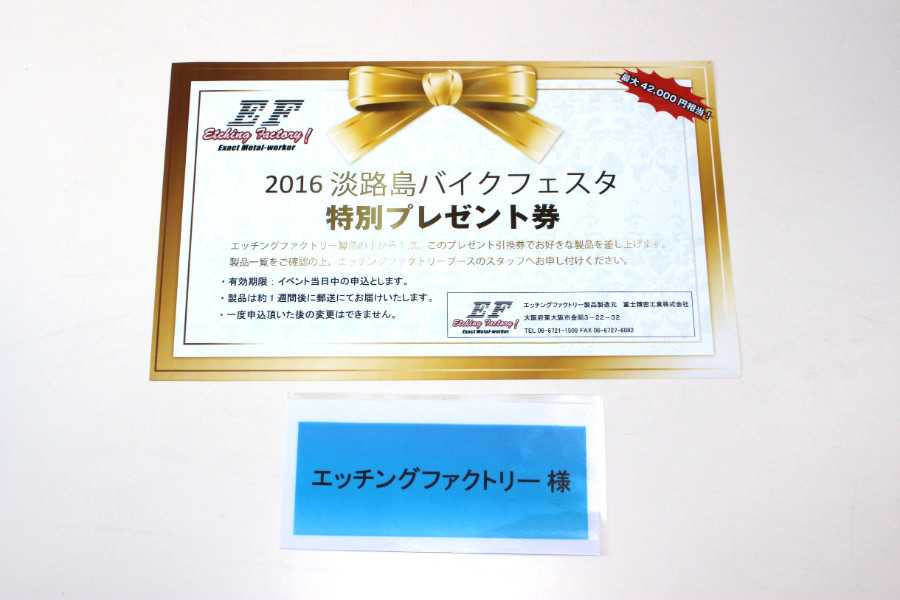 最大42,000円相当！
EF
Etching Factory!
Exact Metal-worker
2016 淡路島バイクフェスタ
特別プレゼント券
エッチングファクトリー製品の中から1点、このプレゼント引換券でお好きな製品を差し上げます。
製品一覧をご確認の上、エッチングファクトリーブースのスタッフへお申し付けください。
・有効期限：イベント当日中の申込とします。
・製品は約１週間後に郵送にてお届けいたします。
・一度申込頂いた後の変更はできません。
EF
Etching Factory!
Exact Metal-worker
エッチングファクトリー製品製造元 冨士精密工業株式会社
大阪府東大阪市金岡3－22－32
TEL 06-6721-1509 FAX 06-6727-6093
エッチングファクトリー 様